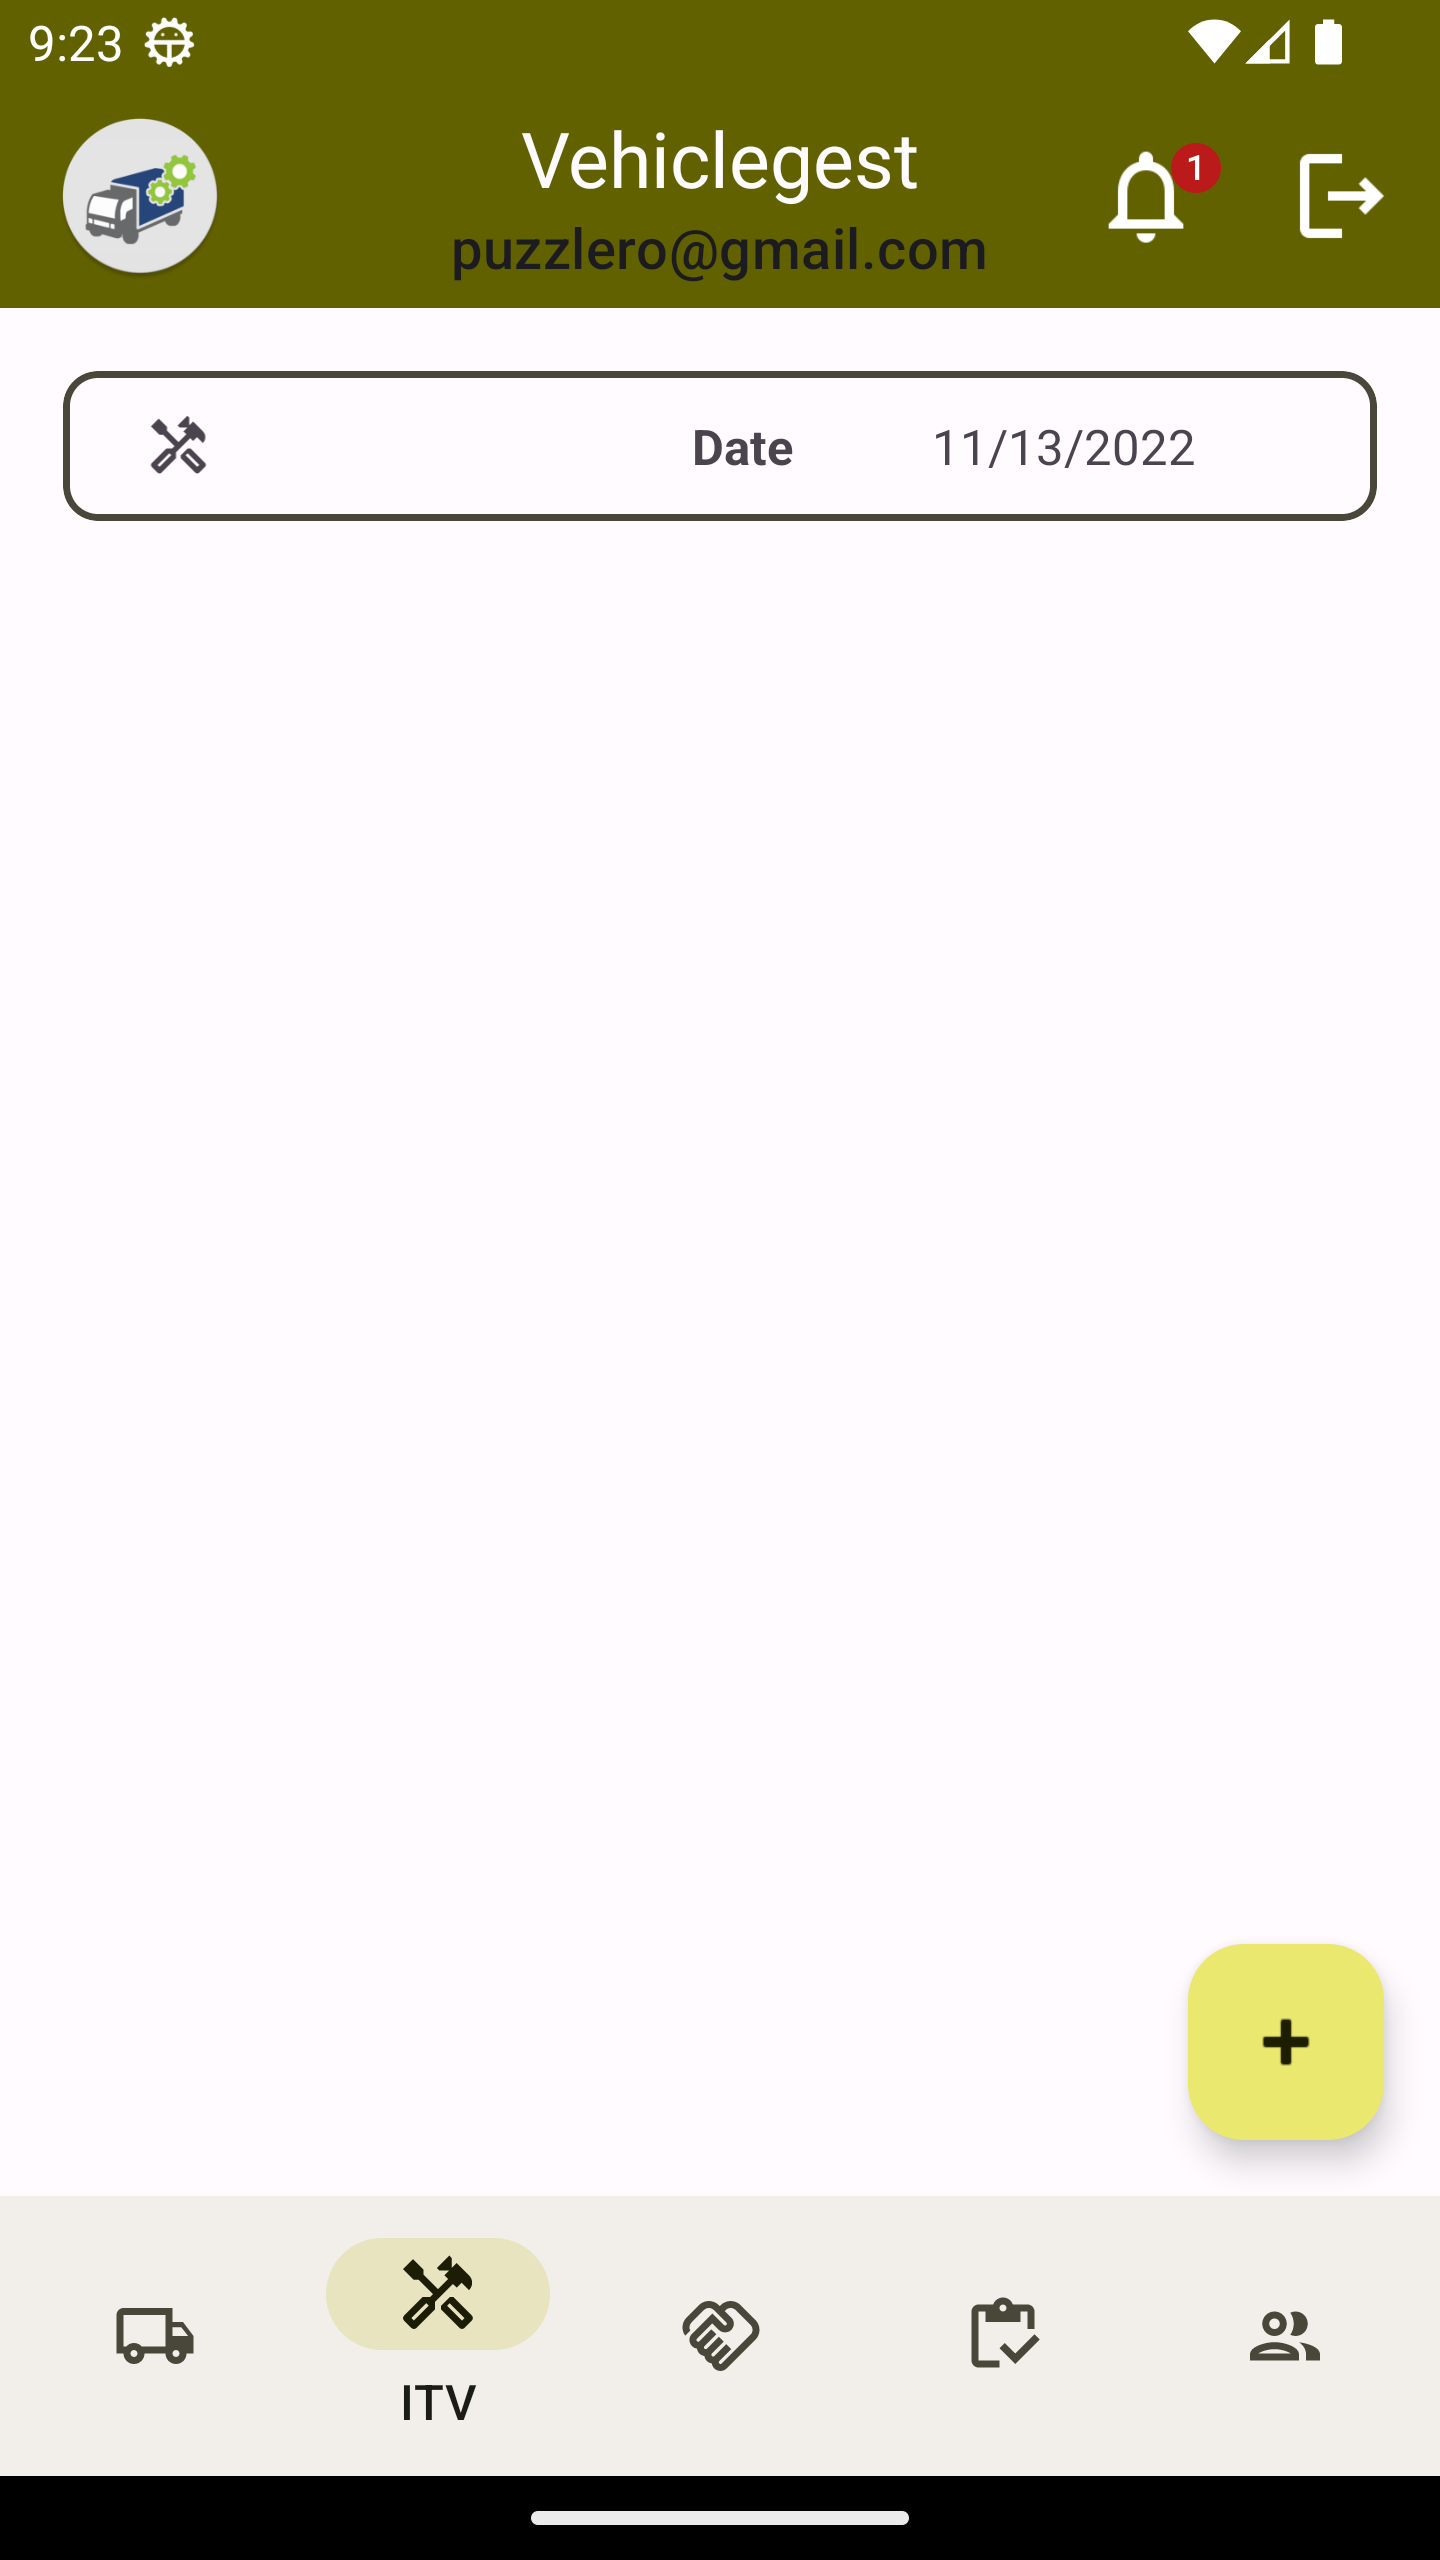 9:23
Vehiclegest
1
puzzlero@gmail.com
Date 11/13/2022
ITV